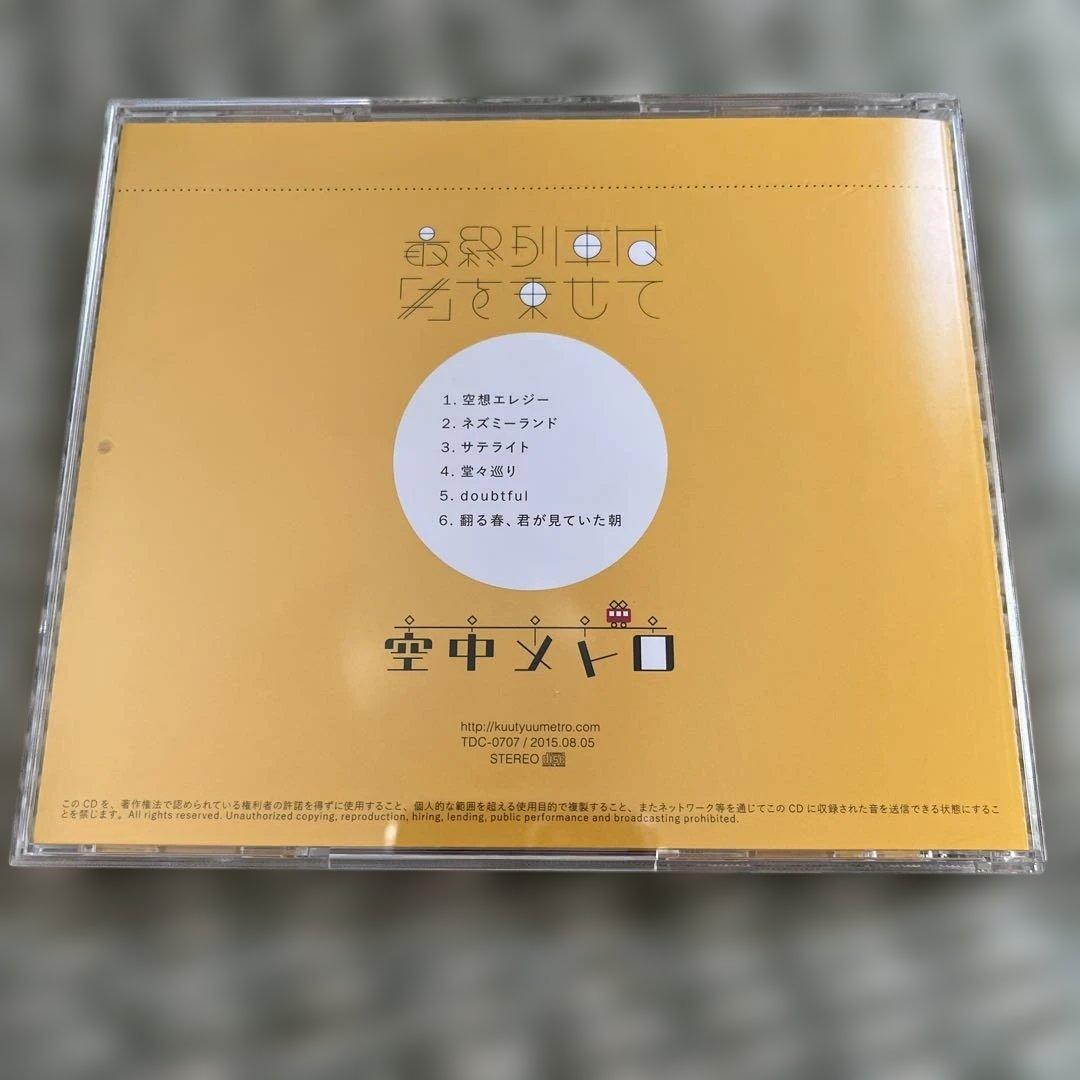 最終列車は
「　」を乗せて
1. 空想エレジー
2. ネズミーランド
3. サテライト
4. 堂々巡り
5. doubtful
6. 翻る春、君が見ていた朝
空中メトロ
http://kuutyuumetro.com
TDC-0707 / 2015.08.05
STEREO disc
このCDを、著作権法で認められている権利者の許諾を得ずに使用すること、個人的な範囲を超える使用目的で複製すること、またネットワーク等を通じてこのCDに収録された音を送信できる状態にするこ
とを禁じます。All rights reserved. Unauthorized copying, reproduction, hiring, lending, public performance and broadcasting prohibited.